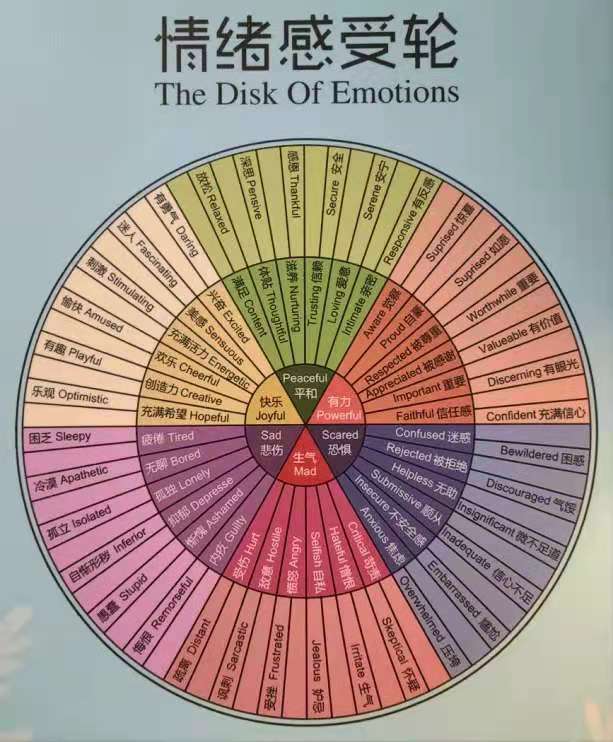 情绪感受轮
The Disk Of Emotions
放松 Relaxed
深思 Pensive
感恩 Thankful
Secure 安全
Serene 安宁
Responsive 有反感
Suprised 惊喜
Suprised 如愿
Worthwhile 重要
Valueable 有价值
Discerning 有眼光
Confident 充满信心
Bewildered 困惑
Discouraged 气馁
Insignificant 微不足道
Inadequate 信心不足
Embarrassed 尴尬
Overwhelmed 压垮
Skeptical 怀疑
Irritate 生气
Jealous 妒忌
受挫 Frustrated
讽刺 Sarcastic
疏离 Distant
悔恨 Remorseful
愚蠢 Stupid
自惭形秽 Inferior
孤立 Isolated
冷漠 Apathetic
困乏 Sleepy
乐观 Optimistic
有趣 Playful
愉快 Amused
刺激 Stimulating
迷人 Fascinating
有勇气 Daring
满足 Content
体贴 Thoughtful
滋养 Nurturing
Trusting 信赖
Loving 爱意
Intimate 亲密
Aware 觉察
Proud 自豪
Respected 被尊重
Appreciated 被感谢
Important 重要
Faithful 信任感
Confused 迷惑
Rejected 被拒绝
Helpless 无助
Submissive 顺从
Insecure 不安全感
Anxious 焦虑
Critical 苛责
Hateful 憎恨
Selfish 自私
愤怒 Angry
敌意 Hostile
受伤 Hurt
内疚 Guilty
惭愧 Ashamed
抑郁 Depresse
孤独 Lonely
无聊 Bored
疲倦 Tired
充满希望 Hopeful
创造力 Creative
欢乐 Cheerful
充满活力 Energetic
美感 Sensuous
兴奋 Excited
Peaceful
平和
有力
Powerful
Scared
恐惧
生气
Mad
Sad
悲伤
快乐
Joyful